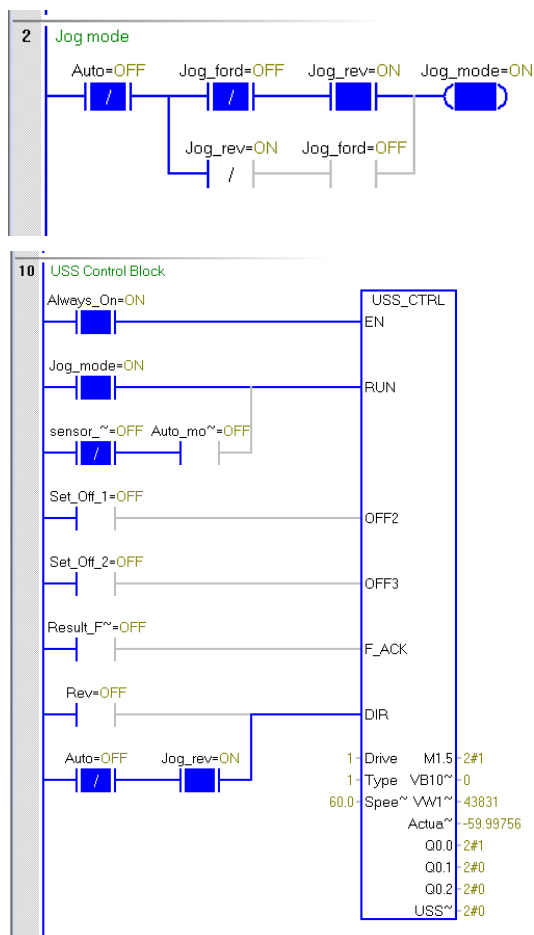 2 Jog mode
Auto=OFF Jog_ford=OFF Jog_rev=ON Jog_mode=ON
/ /
Jog_rev=ON Jog_ford=OFF
/
10 USS Control Block
Always_On=ON USS_CTRL
EN
Jog_mode=ON
RUN
sensor_~=OFF Auto_mo~=OFF
/
Set_Off_1=OFF
OFF2
Set_Off_2=OFF
OFF3
Result_F~=OFF
F_ACK
Rev=OFF
DIR
Auto=OFF Jog_rev=ON
/
1 Drive M1.5 2#1
1 Type VB10~ 0
60.0 Spee~ VW1~ 43831
Actua~ -59.99756
Q0.0 2#1
Q0.1 2#0
Q0.2 2#0
USS~ 2#0